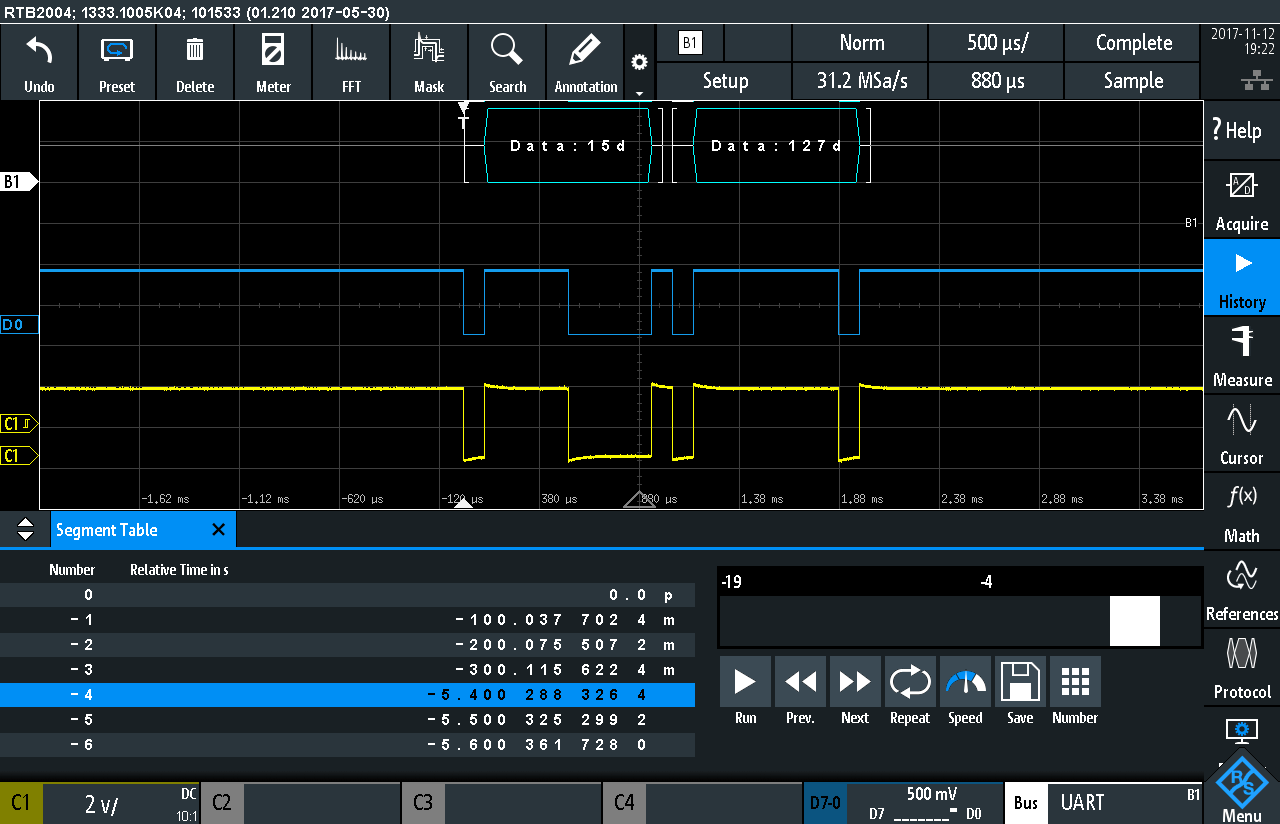 RTB2004; 1333.1005K04; 101533 (01.210 2017-05-30)
Undo Preset Delete Meter FFT Mask Search Annotation
B1 Norm 500 µs/ Complete
Setup 31.2 MSa/s 880 µs Sample
2017-11-12
19:22
T
Data:15d Data:127d
B1
B1
D0
C1
C1
-1.62 ms -1.12 ms -620 µs -120 µs 380 µs 880 µs 1.38 ms 1.88 ms 2.38 ms 2.88 ms 3.38 ms
? Help
A/D
Acquire
History
Measure
Cursor
f(x)
Math
References
Protocol
R&S
Menu
Segment Table
Number Relative Time in s
0 0.0 p
-1 -100.037 702 4 m
-2 -200.075 507 2 m
-3 -300.115 622 4 m
-4 -5.400 288 326 4
-5 -5.500 325 299 2
-6 -5.600 361 728 0
-19 -4
Run Prev. Next Repeat Speed Save Number
C1 2 V/ DC 10:1
C2
C3
C4
D7-0 500 mV
D7 D0
Bus UART B1